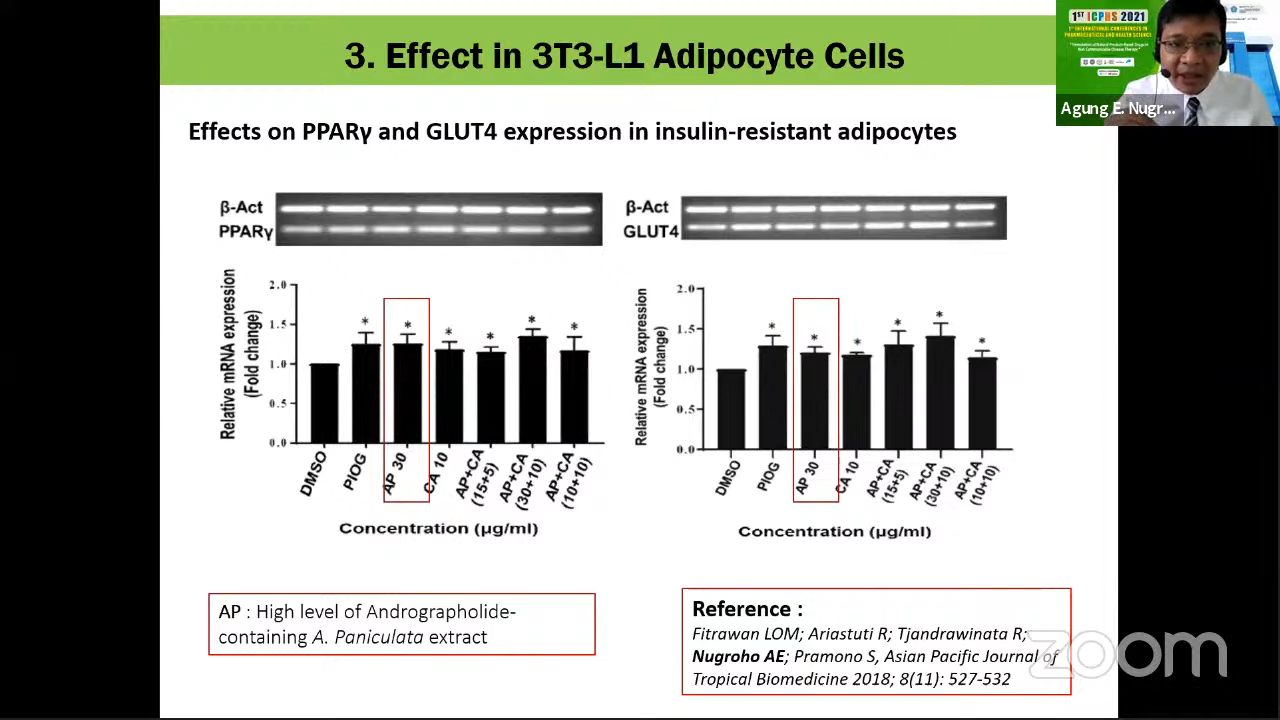 3. Effect in 3T3-L1 Adipocyte Cells
1ST ICPHS 2021
Agung E. Nugr...
Effects on PPARγ and GLUT4 expression in insulin-resistant adipocytes
β-Act
PPARγ
β-Act
GLUT4
Relative mRNA expression
(Fold change)
2.0
1.5
1.0
0.5
0.0
* * * * * *
DMSO
PIOG
AP 30
CA 10
AP+CA
(15+5)
AP+CA
(30+10)
AP+CA
(10+10)
Concentration (μg/ml)
Relative mRNA expression
(Fold change)
2.0
1.5
1.0
0.5
0.0
* * * * * *
DMSO
PIOG
AP 30
CA 10
AP+CA
(15+5)
AP+CA
(30+10)
AP+CA
(10+10)
Concentration (μg/ml)
AP : High level of Andrographolide-
containing A. Paniculata extract
Reference :
Fitrawan LOM; Ariastuti R; Tjandrawinata R;
Nugroho AE; Pramono S, Asian Pacific Journal of
Tropical Biomedicine 2018; 8(11): 527-532
zoom